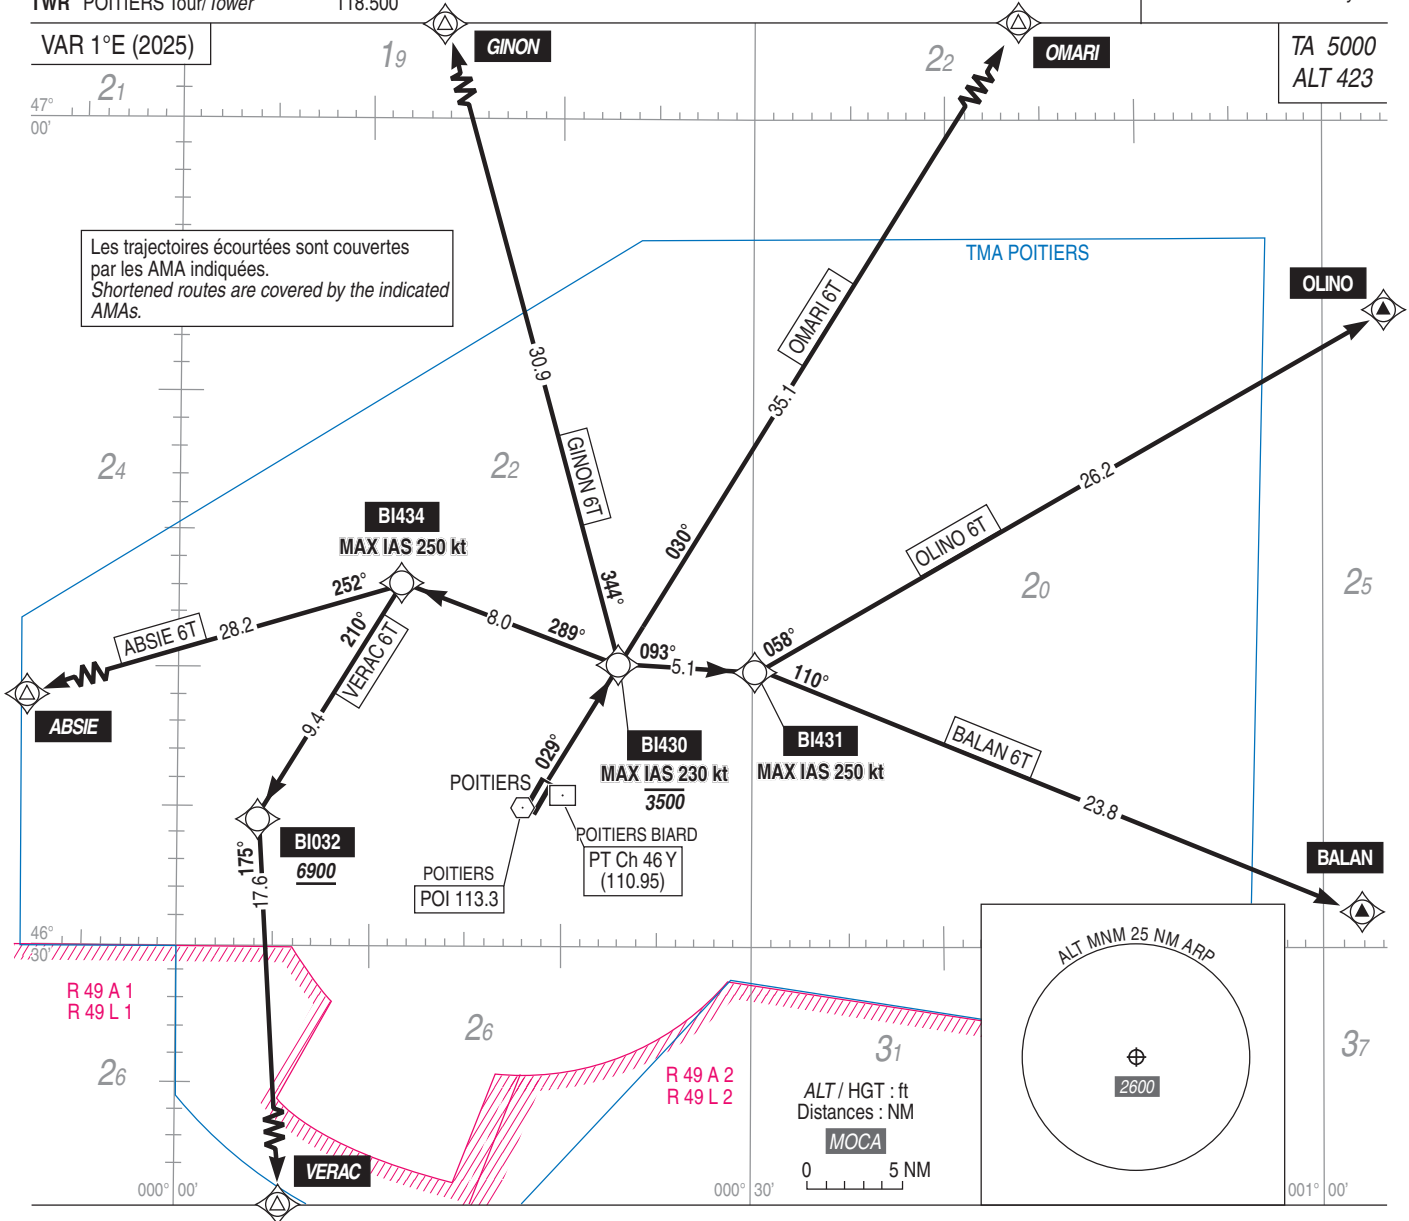 TWR POITIERS Tour/Tower 118.500
VAR 1°E (2025)
TA 5000
ALT 423
GINON
OMARI
19
22
21
47°
00'
Les trajectoires écourtées sont couvertes
par les AMA indiquées.
Shortened routes are covered by the indicated
AMAs.
TMA POITIERS
OLINO
OMARI 6T
30.9
35.1
GINON 6T
24
22
26.2
BI434
MAX IAS 250 kt
OLINO 6T
030°
344°
20
25
252°
210°
8.0
289°
ABSIE 6T
28.2
VERAC 6T
093°
5.1
058°
110°
ABSIE
9.4
029°
BI430
MAX IAS 230 kt
3500
BI431
MAX IAS 250 kt
BALAN 6T
23.8
POITIERS
POITIERS BIARD
PT Ch 46 Y
(110.95)
POITIERS
POI 113.3
BI032
6900
175°
17.6
BALAN
46°
30'
ALT MNM 25 NM ARP
2600
R 49 A 1
R 49 L 1
26
26
31
37
R 49 A 2
R 49 L 2
ALT / HGT : ft
Distances : NM
MOCA
0 5 NM
VERAC
000° 00'
000° 30'
001° 00'